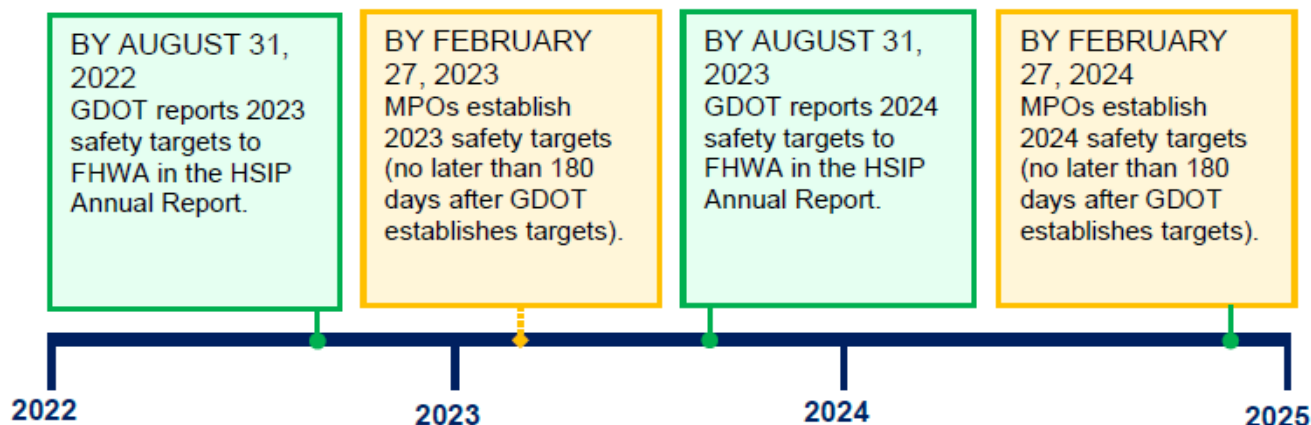 BY AUGUST 31,
2022
GDOT reports 2023
safety targets to
FHWA in the HSIP
Annual Report.
BY FEBRUARY
27, 2023
MPOs establish
2023 safety targets
(no later than 180
days after GDOT
establishes targets).
BY AUGUST 31,
2023
GDOT reports 2024
safety targets to
FHWA in the HSIP
Annual Report.
BY FEBRUARY
27, 2024
MPOs establish
2024 safety targets
(no later than 180
days after GDOT
establishes targets).
2022
2023
2024
2025